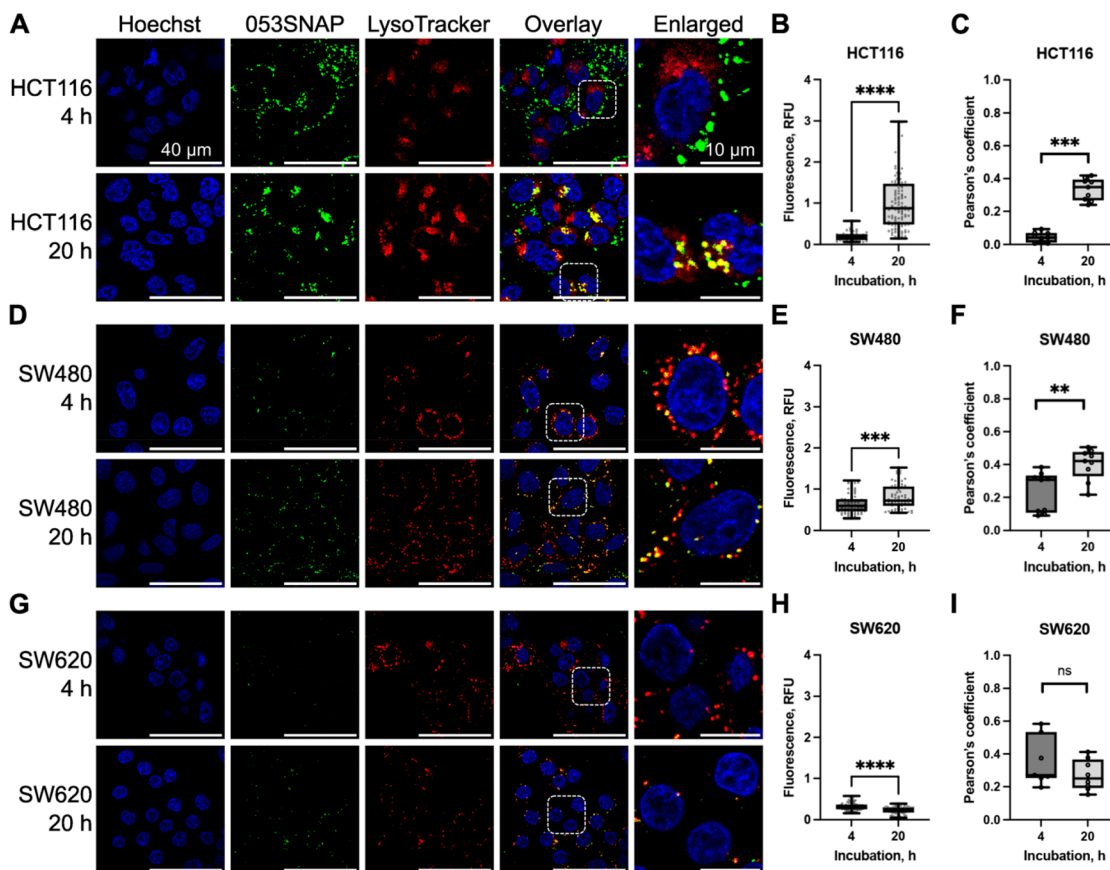 A
Hoechst
053SNAP
LysoTracker
Overlay
Enlarged
HCT116
4 h
40 µm
10 µm
HCT116
20 h
B
HCT116
Fluorescence, RFU
4
3
2
1
0
****
4
20
Incubation, h
C
HCT116
Pearson's coefficient
1.0
0.8
0.6
0.4
0.2
0.0
***
4
20
Incubation, h
D
SW480
4 h
SW480
20 h
E
SW480
Fluorescence, RFU
4
3
2
1
0
***
4
20
Incubation, h
F
SW480
Pearson's coefficient
1.0
0.8
0.6
0.4
0.2
0.0
**
4
20
Incubation, h
G
SW620
4 h
SW620
20 h
H
SW620
Fluorescence, RFU
4
3
2
1
0
****
4
20
Incubation, h
I
SW620
Pearson's coefficient
1.0
0.8
0.6
0.4
0.2
0.0
ns
4
20
Incubation, h